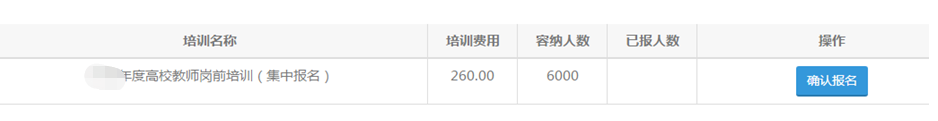 培训名称 培训费用 容纳人数 已报人数 操作
年度高校教师岗前培训（集中报名） 260.00 6000 确认报名